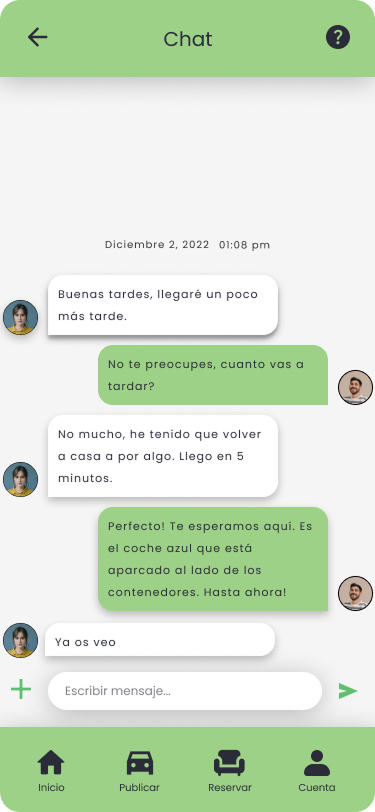 Chat
Diciembre 2, 2022 01:08 pm
Buenas tardes, llegaré un poco
más tarde.
No te preocupes, cuanto vas a
tardar?
No mucho, he tenido que volver
a casa a por algo. Llego en 5
minutos.
Perfecto! Te esperamos aquí. Es
el coche azul que está
aparcado al lado de los
contenedores. Hasta ahora!
Ya os veo
Escribir mensaje...
Inicio Publicar Reservar Cuenta